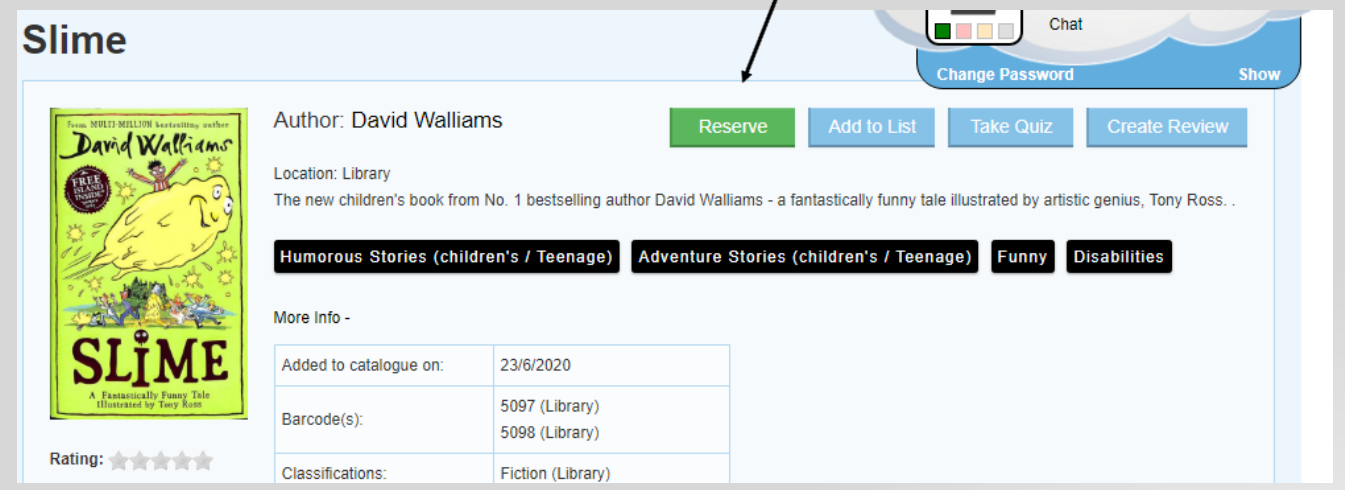 Slime
Chat
Change Password Show
From MULTI-MILLION bestselling author
David Walliams
FREE
ISLAND
INSIDE*
SLIME
A Fantastically Funny Tale
Illustrated by Tony Ross
Rating:
Author: David Walliams
Reserve Add to List Take Quiz Create Review
Location: Library
The new children's book from No. 1 bestselling author David Walliams - a fantastically funny tale illustrated by artistic genius, Tony Ross. .
Humorous Stories (children's / Teenage) Adventure Stories (children's / Teenage) Funny Disabilities
More Info -
Added to catalogue on: 23/6/2020
Barcode(s): 5097 (Library)
5098 (Library)
Classifications: Fiction (Library)